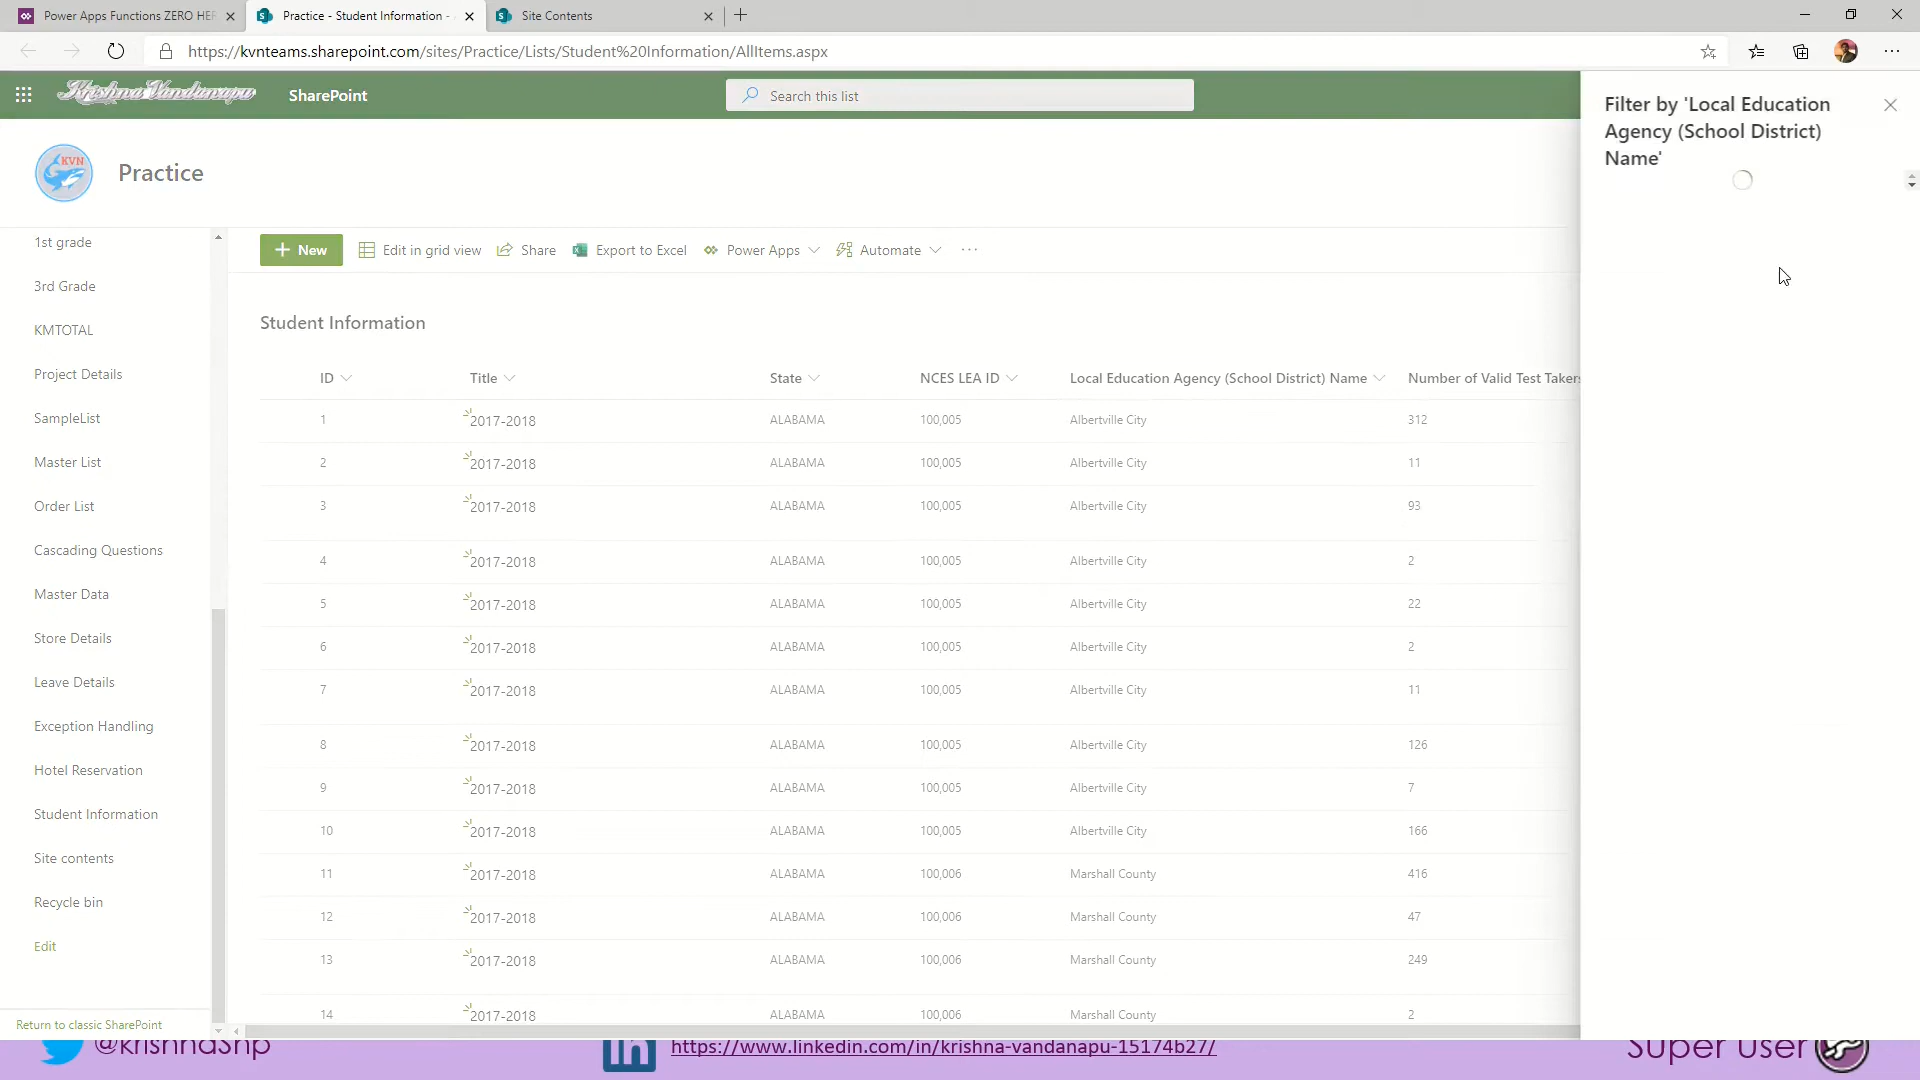 Power Apps Functions ZERO HER
Practice - Student Information -
Site Contents
https://kvnteams.sharepoint.com/sites/Practice/Lists/Student%20Information/AllItems.aspx
Krishna Vandanapu
SharePoint
Search this list
Filter by 'Local Education
Agency (School District)
Name'
KVN
Practice
1st grade
3rd Grade
KMTOTAL
Project Details
SampleList
Master List
Order List
Cascading Questions
Master Data
Store Details
Leave Details
Exception Handling
Hotel Reservation
Student Information
Site contents
Recycle bin
Edit
Return to classic SharePoint
New
Edit in grid view
Share
Export to Excel
Power Apps
Automate
Student Information
ID Title State NCES LEA ID Local Education Agency (School District) Name Number of Valid Test Takers
1 2017-2018 ALABAMA 100,005 Albertville City 312
2 2017-2018 ALABAMA 100,005 Albertville City 11
3 2017-2018 ALABAMA 100,005 Albertville City 93
4 2017-2018 ALABAMA 100,005 Albertville City 2
5 2017-2018 ALABAMA 100,005 Albertville City 22
6 2017-2018 ALABAMA 100,005 Albertville City 2
7 2017-2018 ALABAMA 100,005 Albertville City 11
8 2017-2018 ALABAMA 100,005 Albertville City 126
9 2017-2018 ALABAMA 100,005 Albertville City 7
10 2017-2018 ALABAMA 100,005 Albertville City 166
11 2017-2018 ALABAMA 100,006 Marshall County 416
12 2017-2018 ALABAMA 100,006 Marshall County 47
13 2017-2018 ALABAMA 100,006 Marshall County 249
14 2017-2018 ALABAMA 100,006 Marshall County 2
@krishnaShp
https://www.linkedin.com/in/krishna-vandanapu-15174b27/
Super User